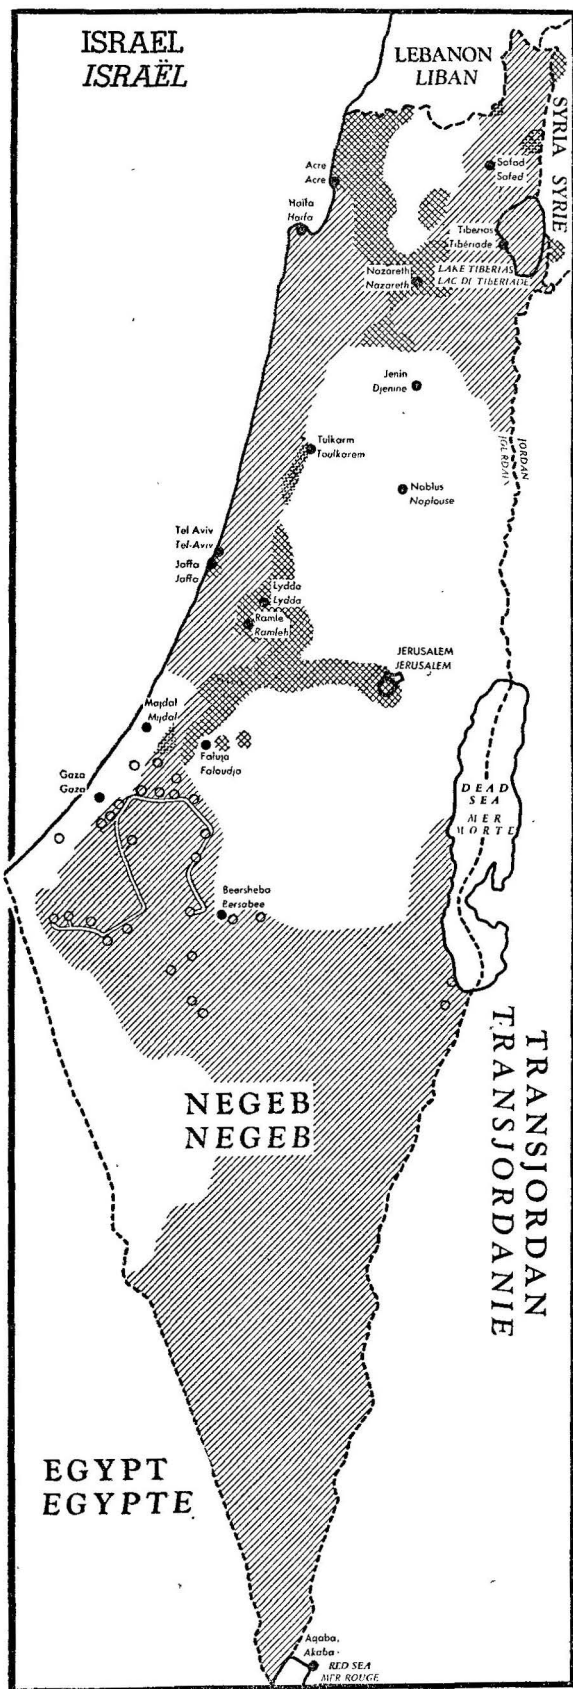 ISRAEL
ISRAËL
LEBANON
LIBAN
SYRIA SYRIE
Acre
Acre
Safad
Safed
Haifa
Haifa
Tiberias
Tibériade
Nazareth
Nazareth
LAKE TIBERIAS
LAC DE TIBERIADE
Jenin
Djenine
JORDAN
JOURDAIN
Tulkarm
Toulkarem
Nablus
Naplouse
Tel Aviv
Tel-Aviv
Jaffa
Jaffa
Lydda
Lydda
Ramle
Ramleh
JERUSALEM
JÉRUSALEM
Majdal
Mijdal
Faluja
Faloudja
Gaza
Gaza
DEAD
SEA
MER
MORTE
Beersheba
Bersabee
NEGEB
NEGEB
TRANSJORDAN
TRANSJORDANIE
EGYPT
EGYPTE
Aqaba,
Akaba
RED SEA
MER ROUGE